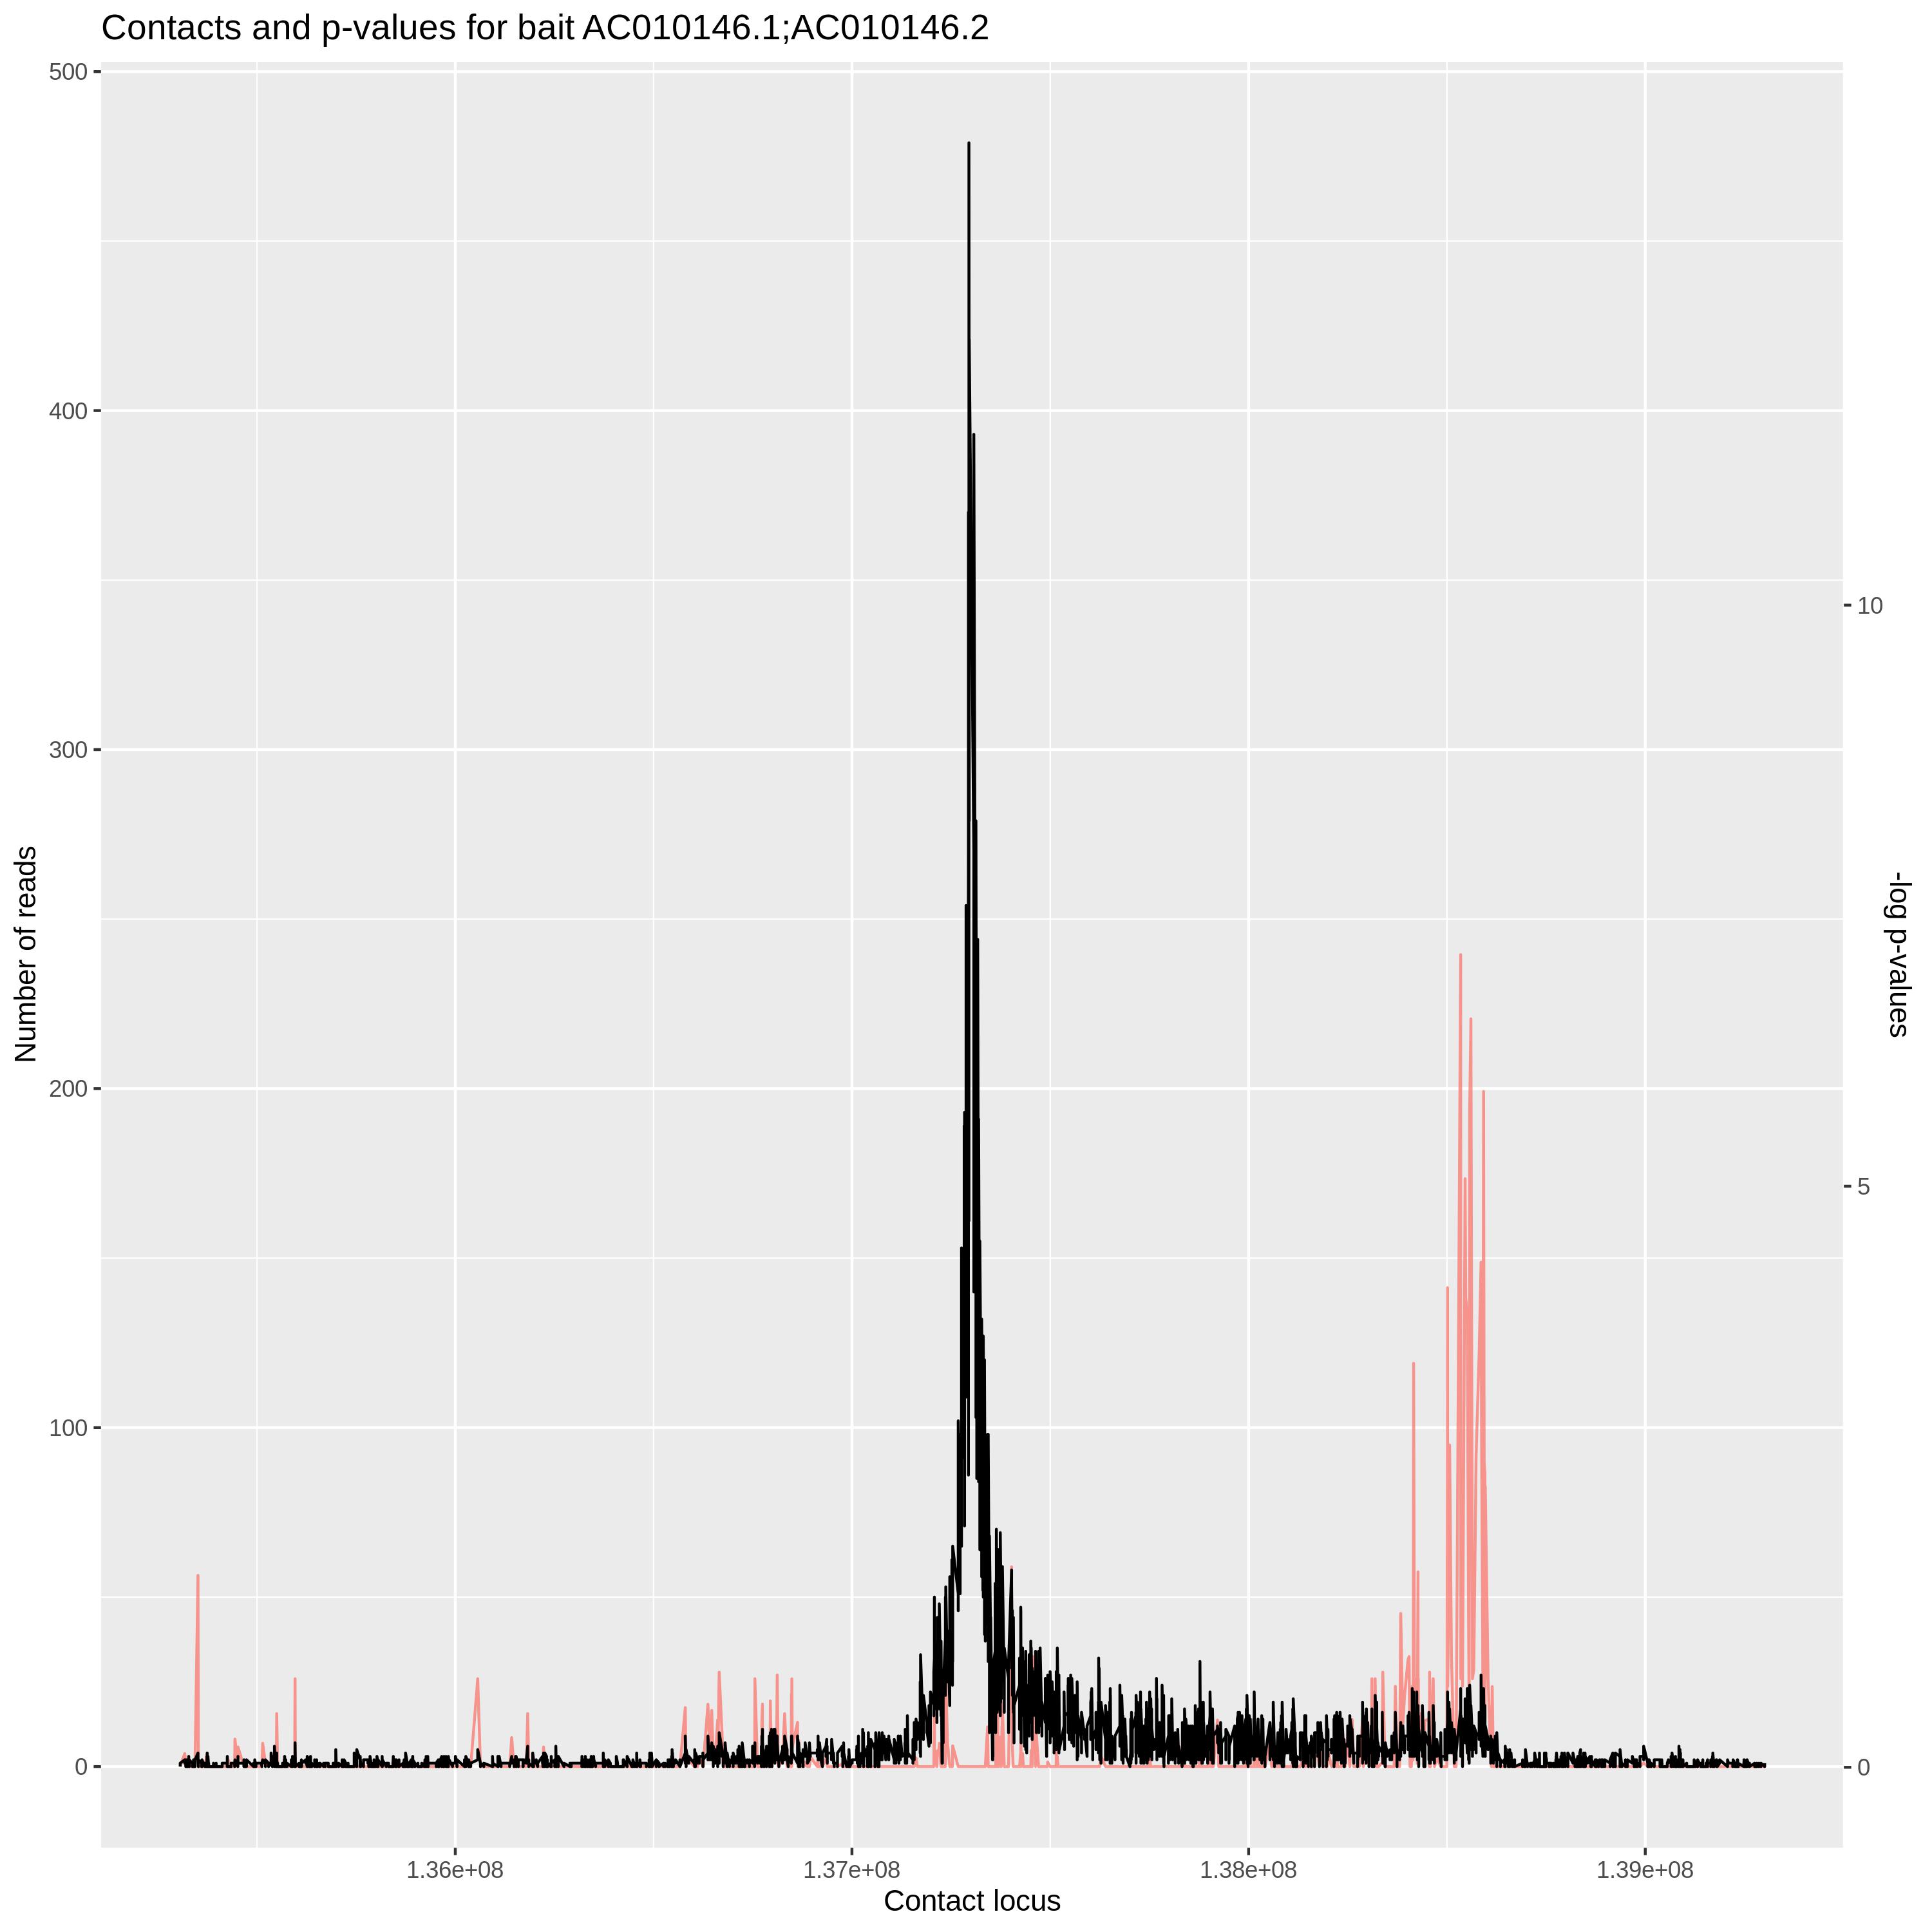 Contacts and p-values for bait AC010146.1;AC010146.2
500
400
300
200
100
0
Number of reads
10
5
0
-log p-values
1.36e+08
1.37e+08
1.38e+08
1.39e+08
Contact locus